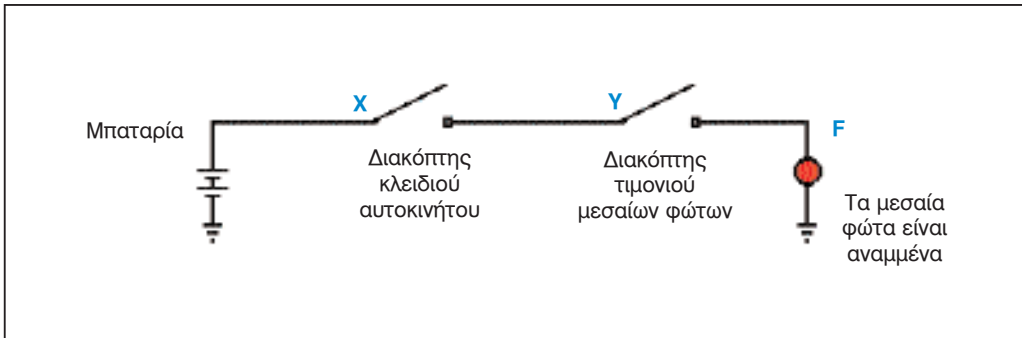 X
Y
F
Μπαταρία
Διακόπτης
κλειδιού
αυτοκινήτου
Διακόπτης
τιμονιού
μεσαίων φώτων
Τα μεσαία
φώτα είναι
αναμμένα